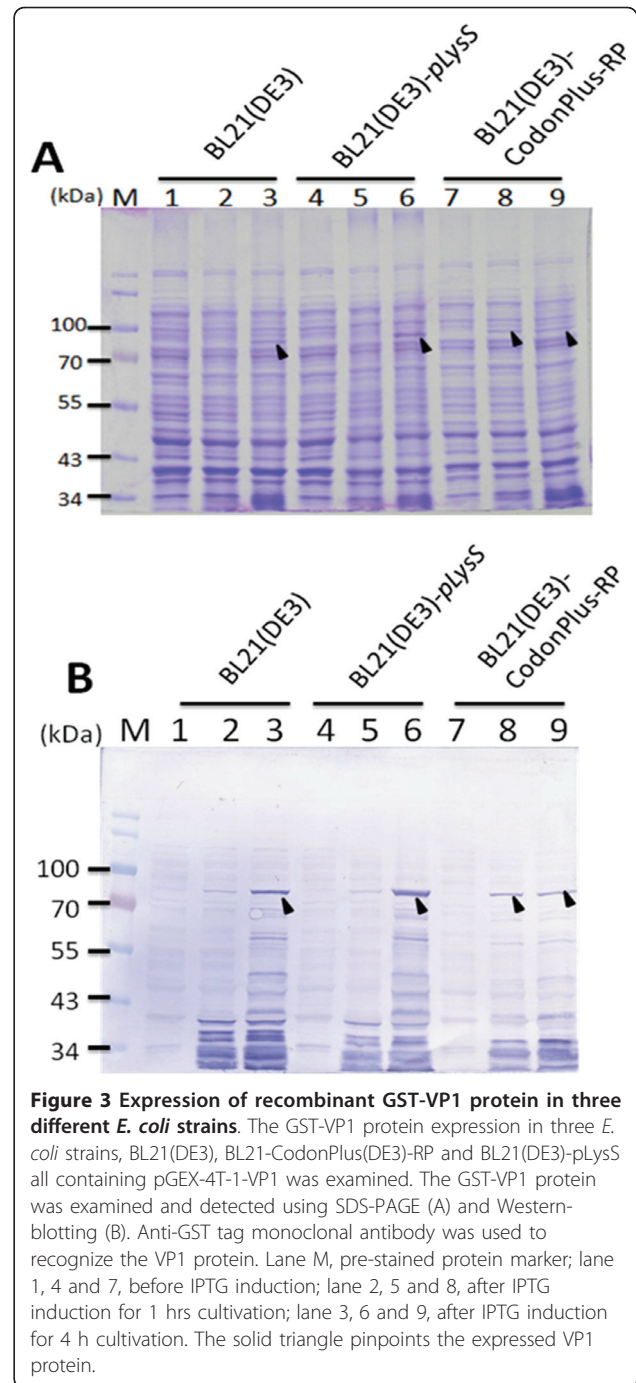 BL21(DE3)
BL21(DE3)-pLysS
BL21(DE3)-
CodonPlus-RP
A
(kDa) M 1 2 3 4 5 6 7 8 9
100
70
55
43
34
BL21(DE3)
BL21(DE3)-pLysS
BL21(DE3)-
CodonPlus-RP
B
(kDa) M 1 2 3 4 5 6 7 8 9
100
70
55
43
34
Figure 3 Expression of recombinant GST-VP1 protein in three
different E. coli strains. The GST-VP1 protein expression in three E.
coli strains, BL21(DE3), BL21-CodonPlus(DE3)-RP and BL21(DE3)-pLysS
all containing pGEX-4T-1-VP1 was examined. The GST-VP1 protein
was examined and detected using SDS-PAGE (A) and Western-
blotting (B). Anti-GST tag monoclonal antibody was used to
recognize the VP1 protein. Lane M, pre-stained protein marker; lane
1, 4 and 7, before IPTG induction; lane 2, 5 and 8, after IPTG
induction for 1 hrs cultivation; lane 3, 6 and 9, after IPTG induction
for 4 h cultivation. The solid triangle pinpoints the expressed VP1
protein.